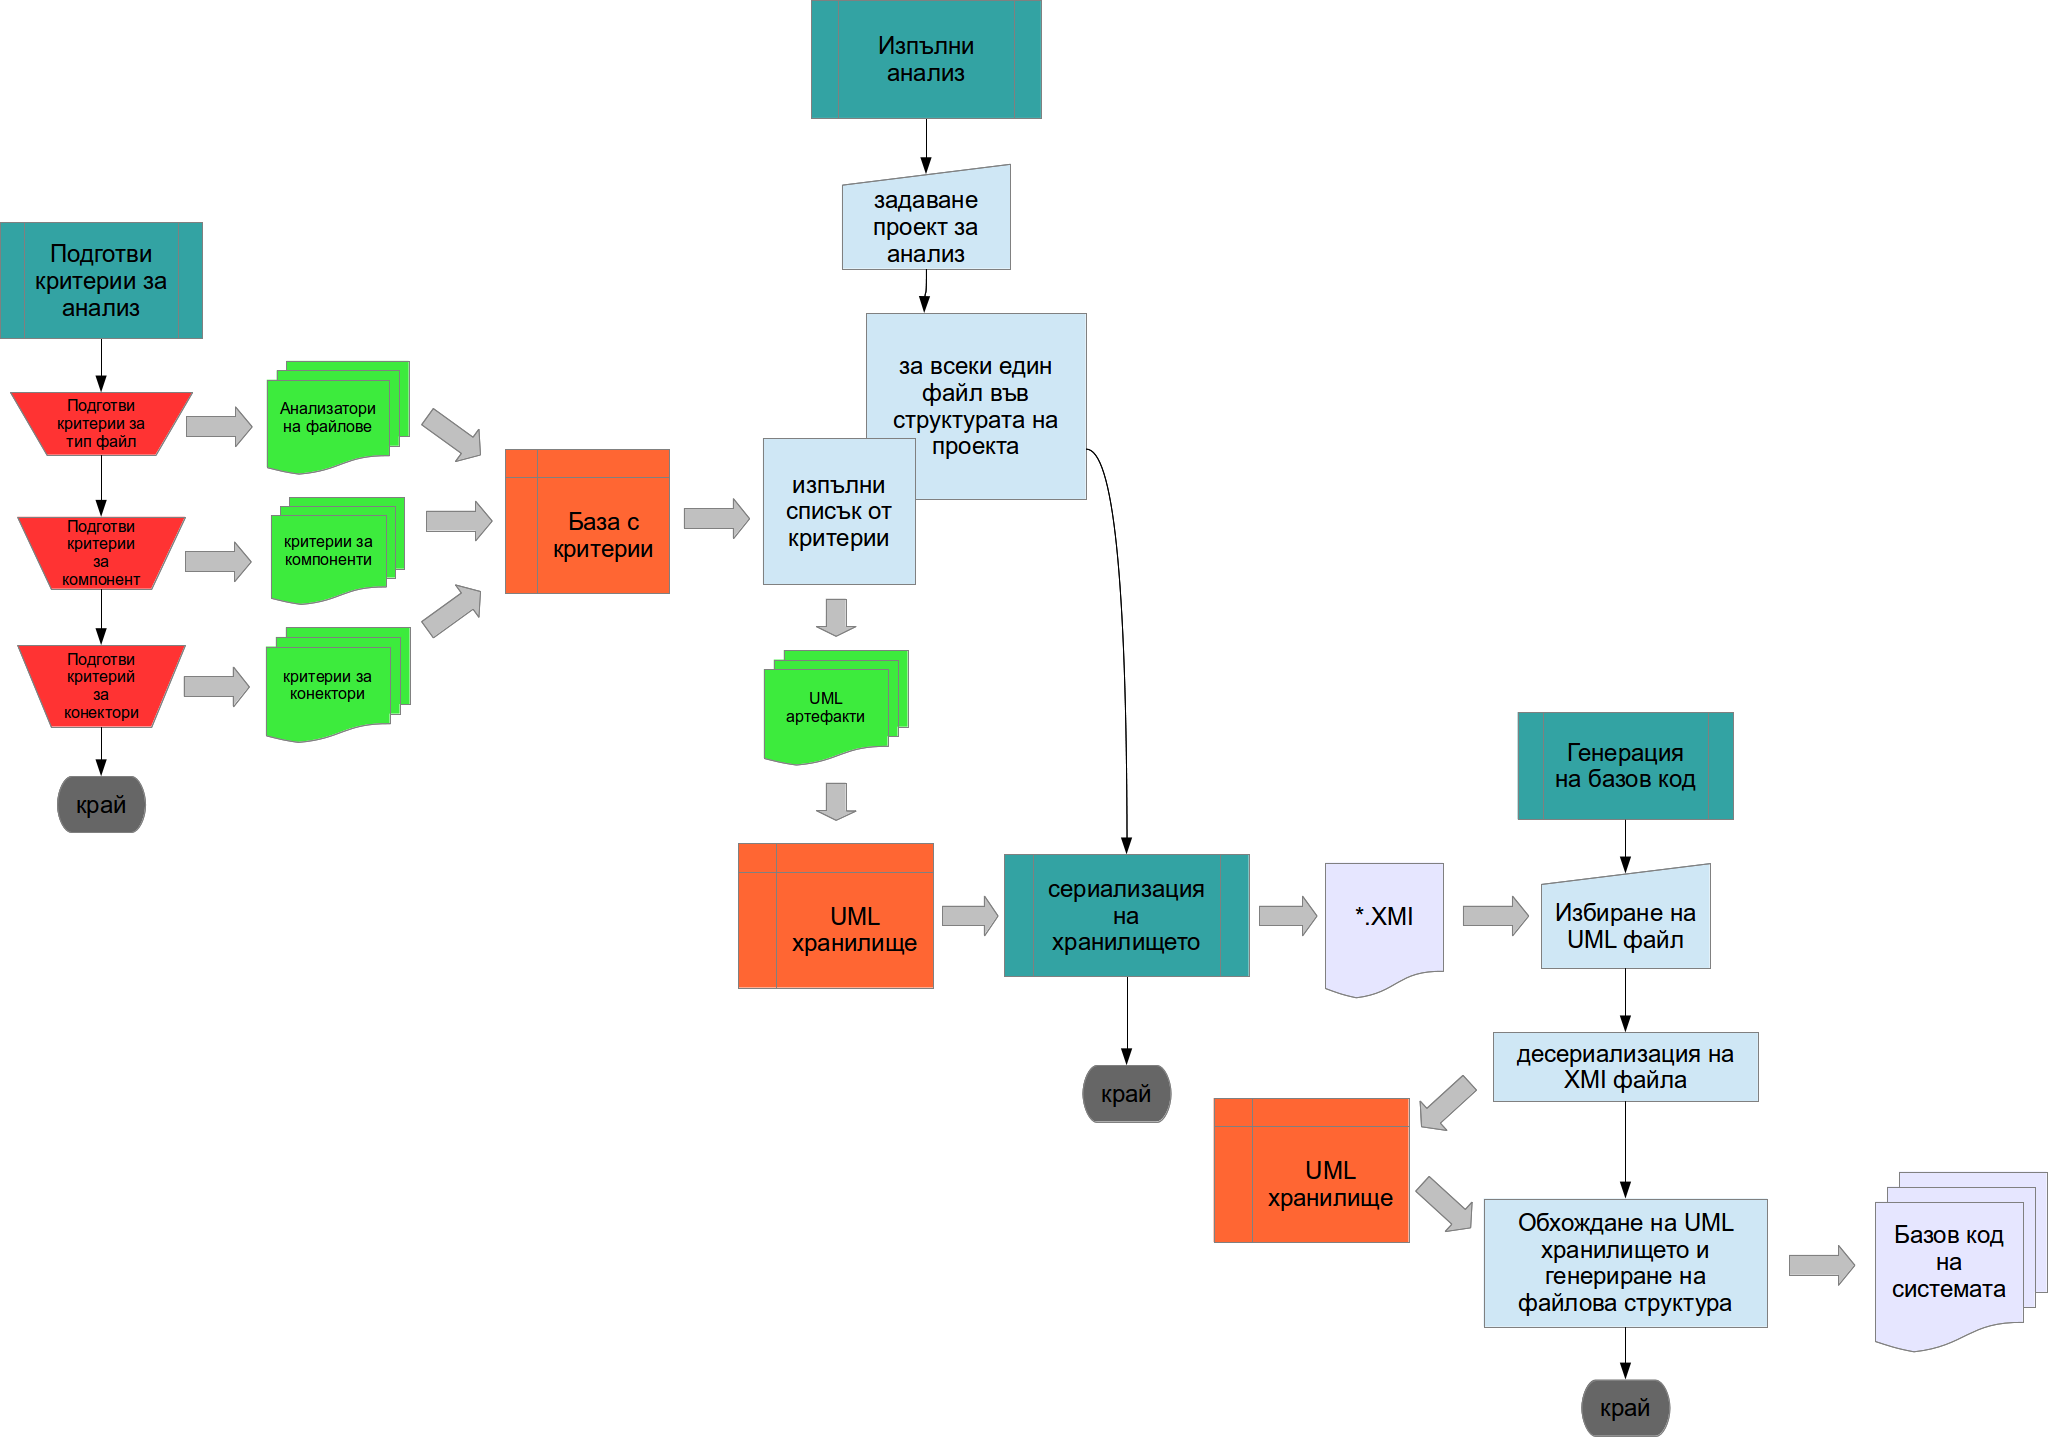 Изпълни
анализ
задаване
проект за
анализ
за всеки един
файл във
структурата на
проекта
Подготви
критерии за
анализ
Подготви
критерии за
тип файл
Анализатори
на файлове
Подготви
критерии
за
компонент
критерии за
компоненти
Подготви
критерий
за
конектори
критерии за
конектори
край
База с
критерии
изпълни
списък от
критерии
UML
артефакти
UML
хранилище
сериализация
на
хранилището
край
*.XMI
Генерация
на базов код
Избиране на
UML файл
десериализация на
XMI файла
UML
хранилище
Обхождане на UML
хранилището и
генериране на
файлова структура
Базов код
на
системата
край